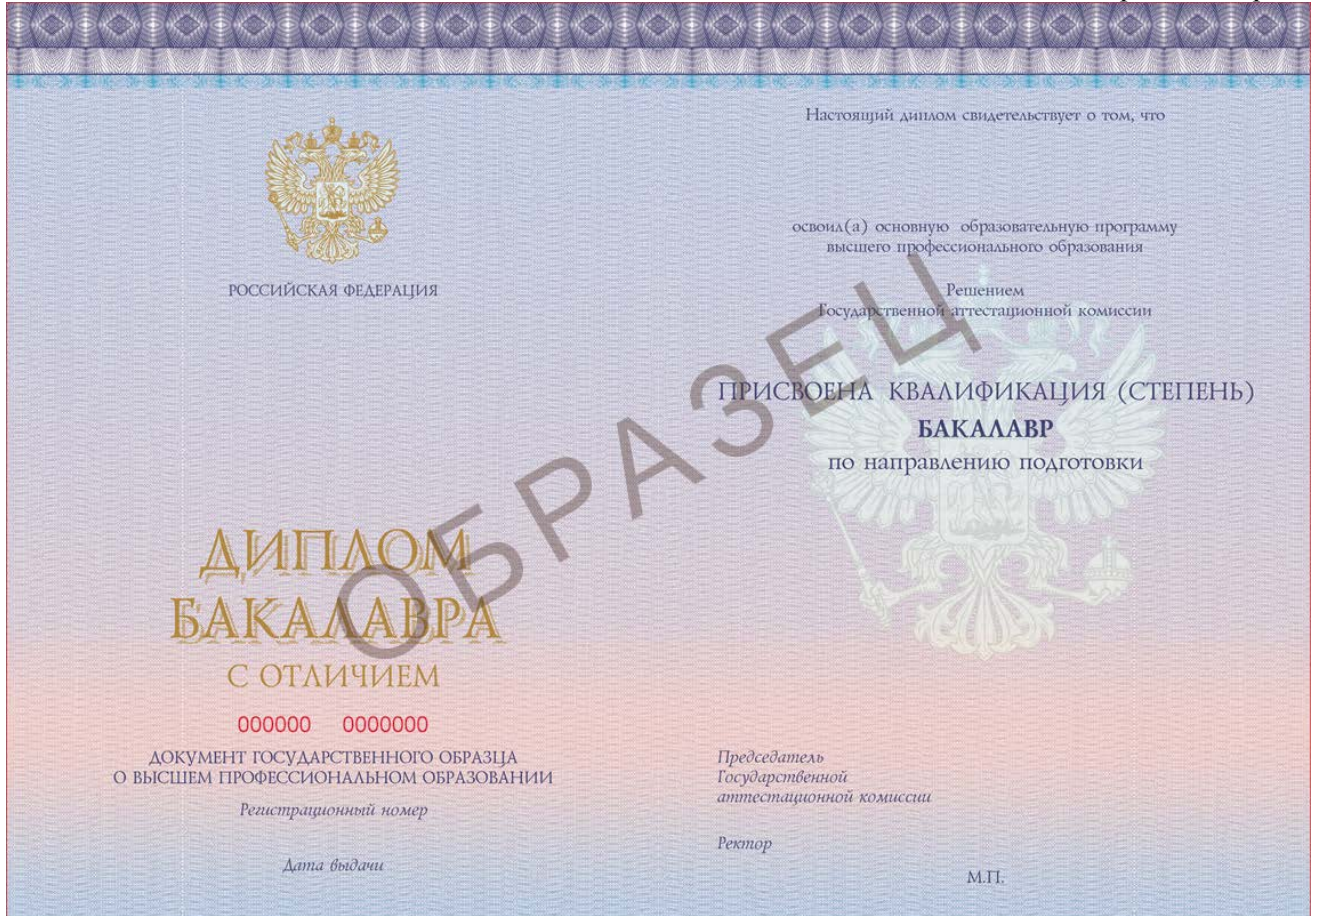 РОССИЙСКАЯ ФЕДЕРАЦИЯ
ДИПЛОМ
БАКАЛАВРА
С ОТЛИЧИЕМ
000000 0000000
ДОКУМЕНТ ГОСУДАРСТВЕННОГО ОБРАЗЦА
О ВЫСШЕМ ПРОФЕССИОНАЛЬНОМ ОБРАЗОВАНИИ
Регистрационный номер
Дата выдачи
Настоящий диплом свидетельствует о том, что
освоил(а) основную образовательную программу
высшего профессионального образования
Решением
Государственной аттестационной комиссии
ПРИСВОЕНА КВАЛИФИКАЦИЯ (СТЕПЕНЬ)
БАКАЛАВР
по направлению подготовки
Председатель
Государственной
аттестационной комиссии
Ректор
М.П.
ОБРАЗЕЦ